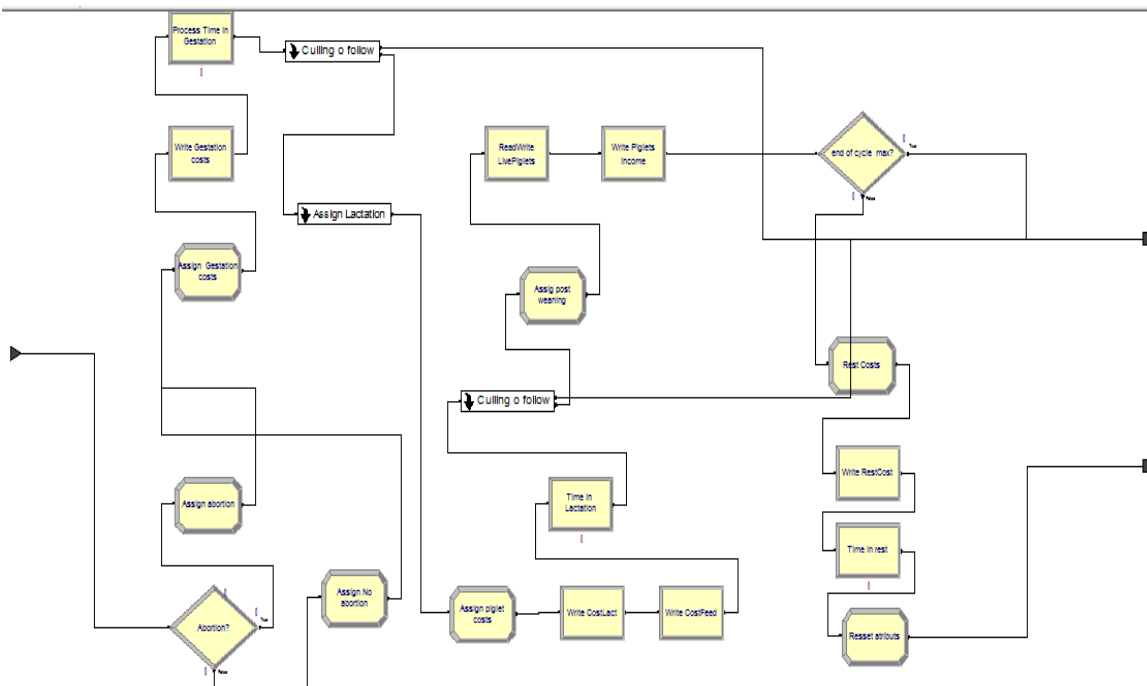 Process Time in
Gestation
Culling o follow
Write Gestation
costs
ReadWrite
LivePiglets
Write Piglets
Income
end of cycle max?
True
False
Assign Lactation
Assign Gestation
costs
Assig post
weaning
Rest Costs
Culling o follow
Write RestCost
Assign abortion
Time in
Lactation
Time in rest
Assign No
abortion
Assign piglet
costs
Write CostLact
Write CostFeed
Abortion?
True
False
Resset atributs